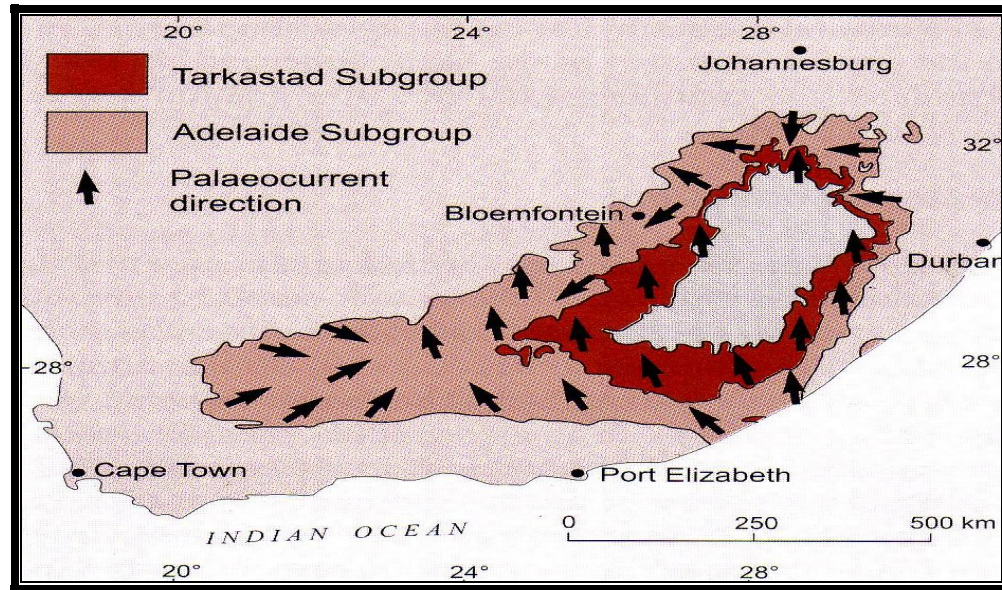 20° 24° 28°
Tarkastad Subgroup
Johannesburg
Adelaide Subgroup
32°
Palaeocurrent
direction
Bloemfontein
Durban
28°
28°
Cape Town
Port Elizabeth
0 250 500 km
INDIAN OCEAN
20° 24° 28°